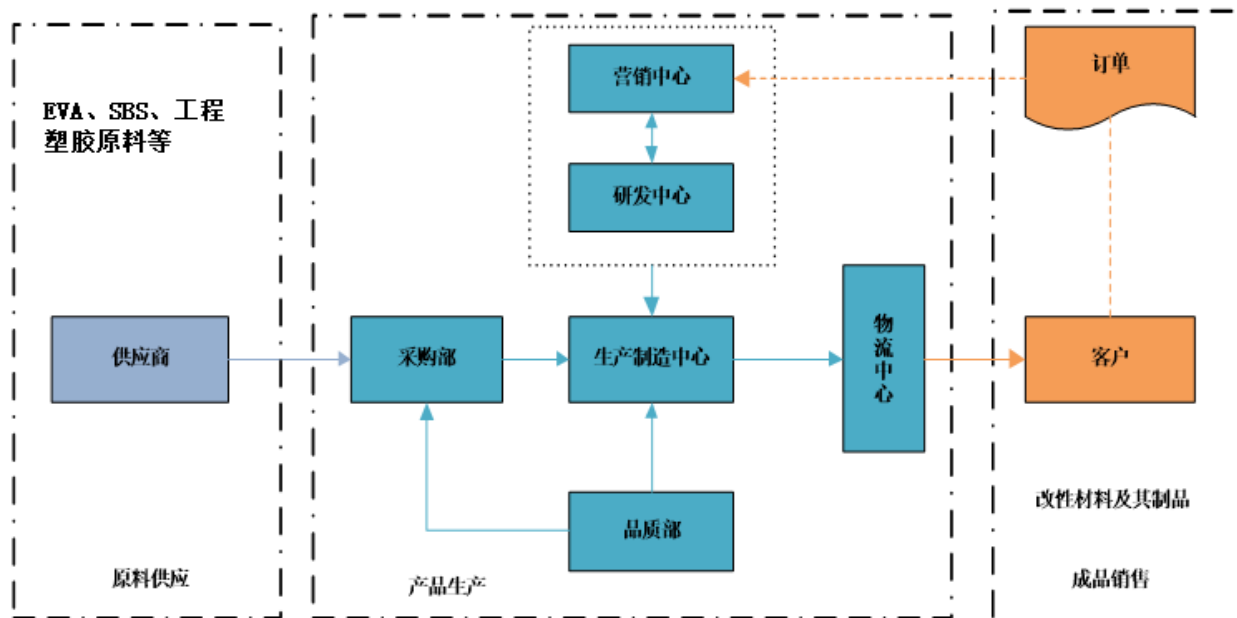 营销中心
订单
EVA、SBS、工程
塑胶原料等
研发中心
供应商
采购部
生产制造中心
物流中心
客户
改性材料及其制品
品质部
原料供应
产品生产
成品销售